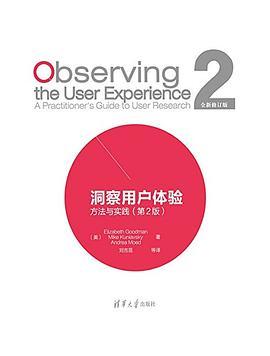 Observing
the User Experience
A Practitioner's Guide to User Research
2
全新修订版
洞察用户体验
方法与实践（第2版）
Elizabeth Goodman
[美] Mike Kuniavsky 著
Andrea Moed
刘吉昆 等译
清华大学出版社